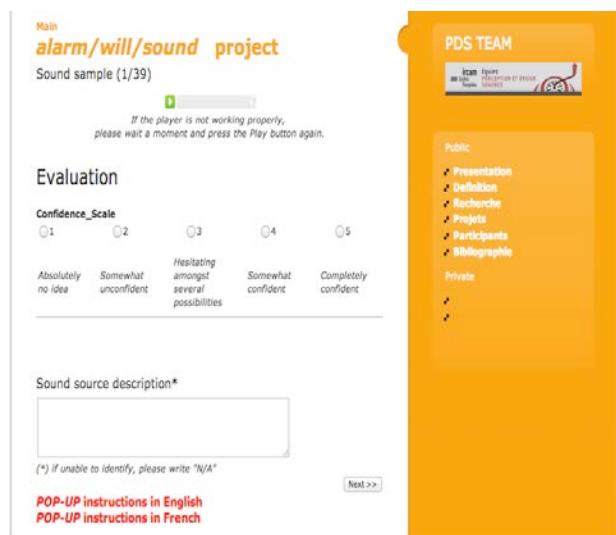 Main
alarm/will/sound project
Sound sample (1/39)
If the player is not working properly,
please wait a moment and press the Play button again.
Evaluation
Confidence_Scale
1 2 3 4 5
Absolutely no idea
Somewhat unconfident
Hesitating amongst several possibilities
Somewhat confident
Completely confident
Sound source description*
(*) if unable to identify, please write "N/A"
Next >>
POP-UP instructions in English
POP-UP instructions in French
PDS TEAM
ircam
Équipe
PERCEPTION ET DESIGN
SONORES
Public
Presentation
Definition
Recherche
Projets
Participants
Bibliographie
Private